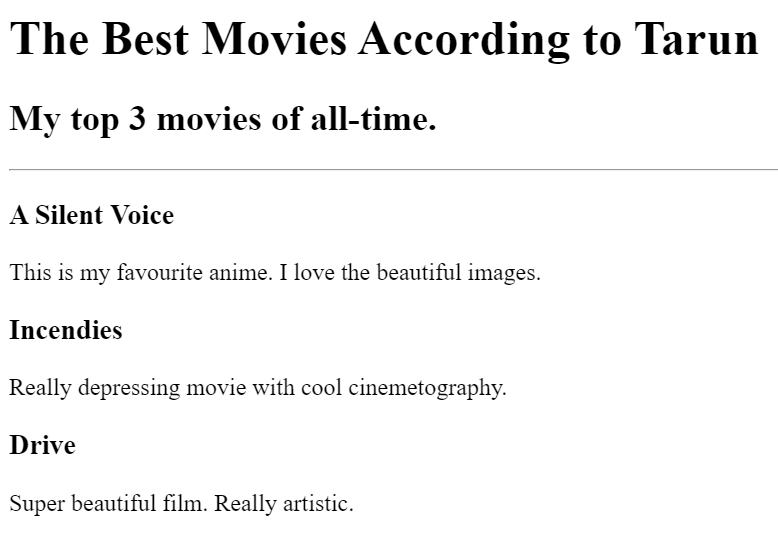 The Best Movies According to Tarun
My top 3 movies of all-time.
A Silent Voice
This is my favourite anime. I love the beautiful images.
Incendies
Really depressing movie with cool cinemetography.
Drive
Super beautiful film. Really artistic.